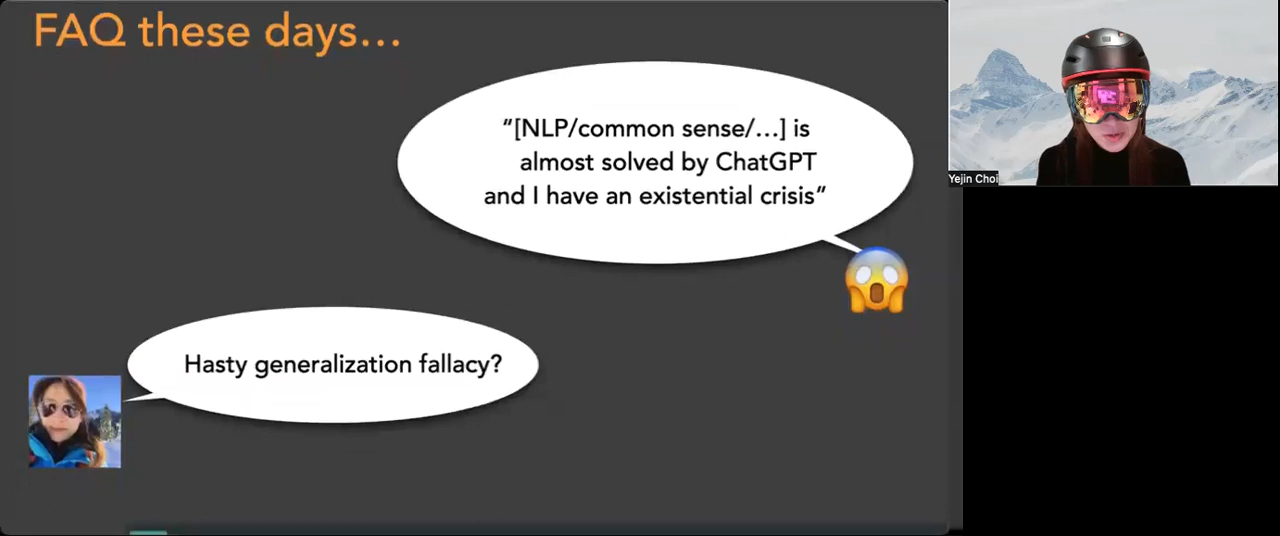 FAQ these days...
"[NLP/common sense/...] is
almost solved by ChatGPT
and I have an existential crisis"
Yejin Choi
Hasty generalization fallacy?